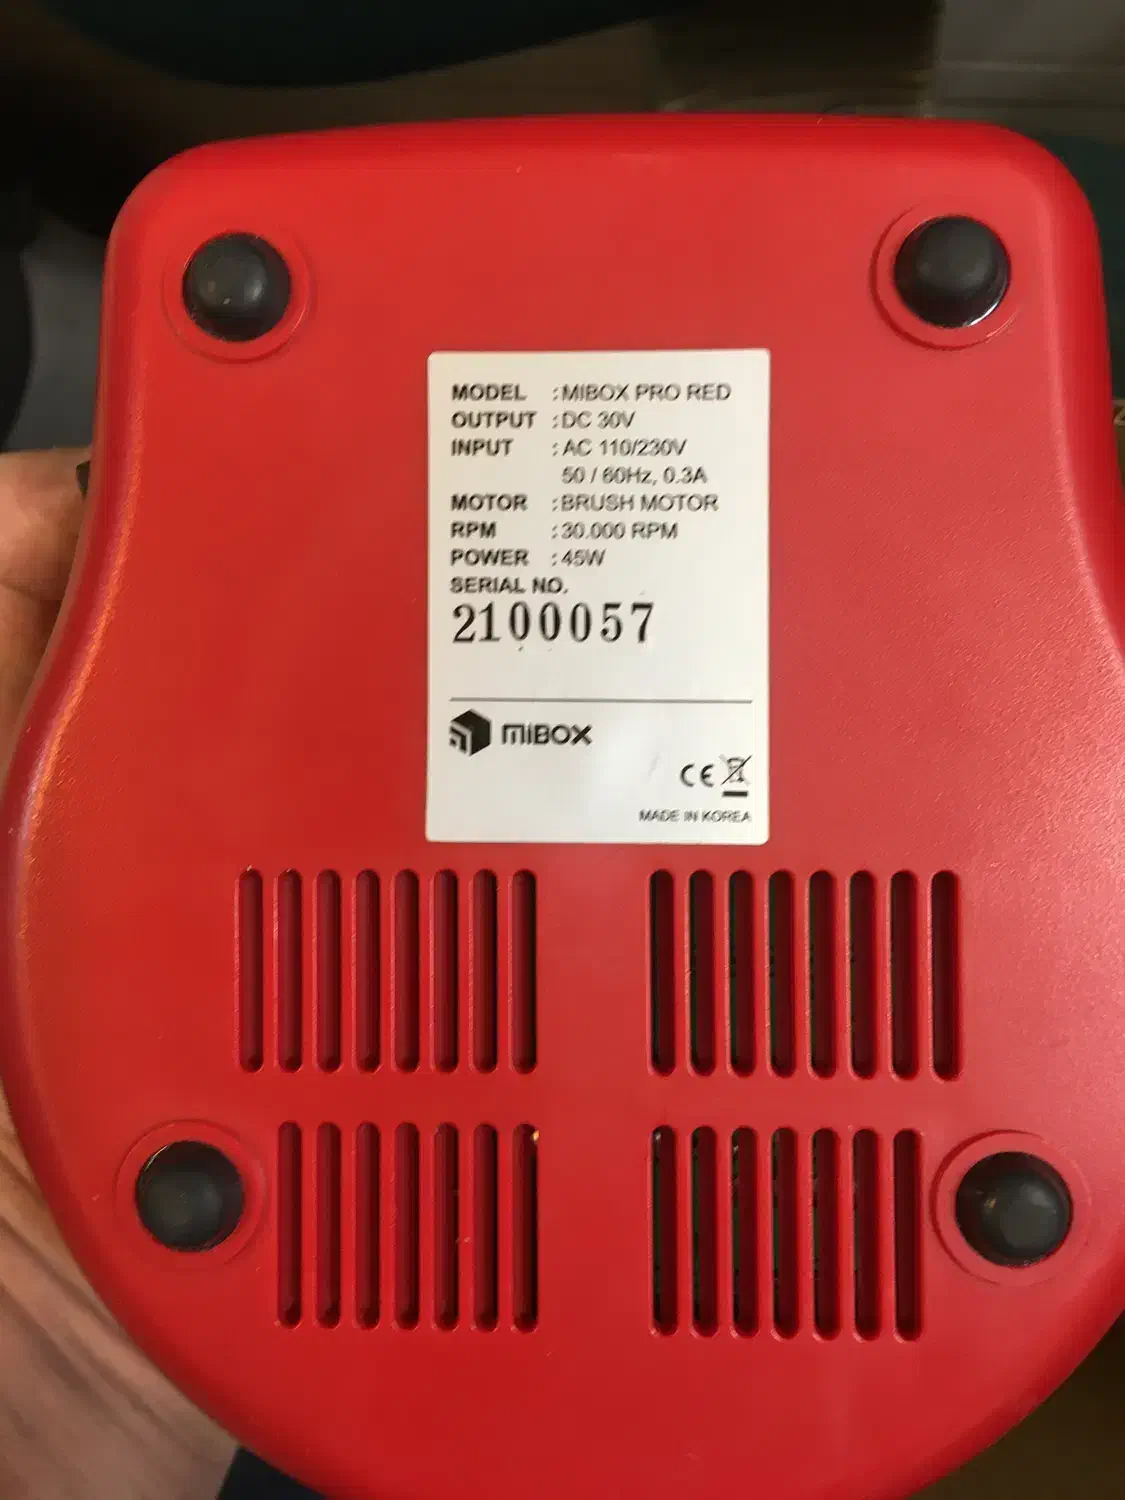 MODEL : MIBOX PRO RED
OUTPUT : DC 30V
INPUT : AC 110/230V
50 / 60Hz, 0.3A
MOTOR : BRUSH MOTOR
RPM : 30.000 RPM
POWER : 45W
SERIAL NO.
2100057
MIBOX
CE
MADE IN KOREA